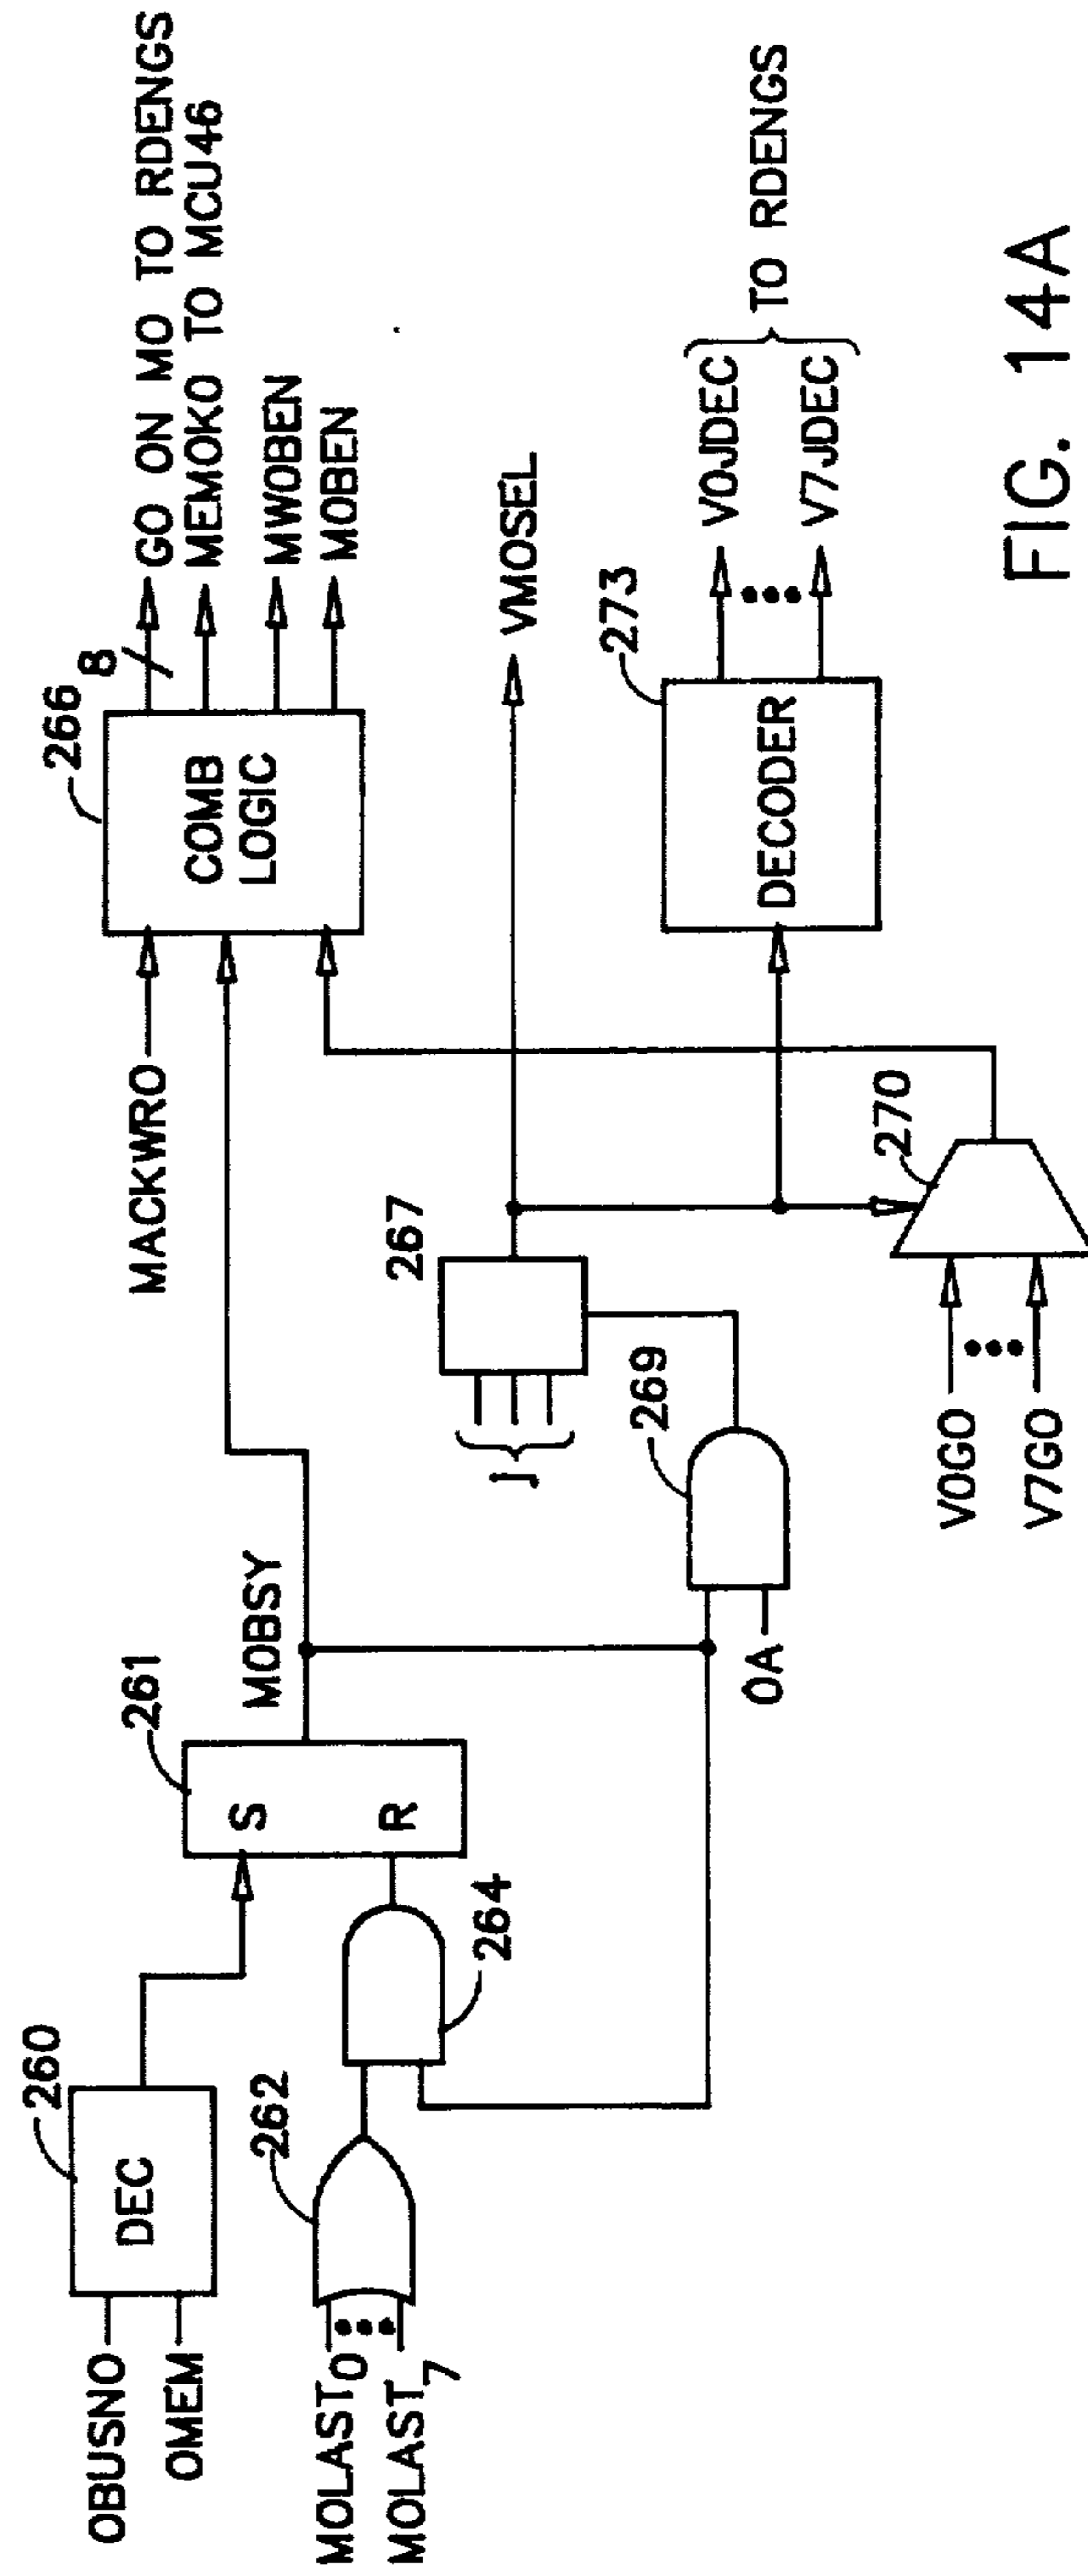 OBUSNO
OMEM
DEC
260
MOLAST0
MOLAST7
262
264
S
R
261
MOBSY
OA
269
J
267
MACKWRO
COMB
LOGIC
266
8
GO ON MO TO RDENGS
MEMOKO TO MCU46
MWOBEN
MOBEN
VMOSEL
V0GO
V7GO
270
DECODER
273
V0JDEC
V7JDEC
TO RDENGS
FIG. 14A